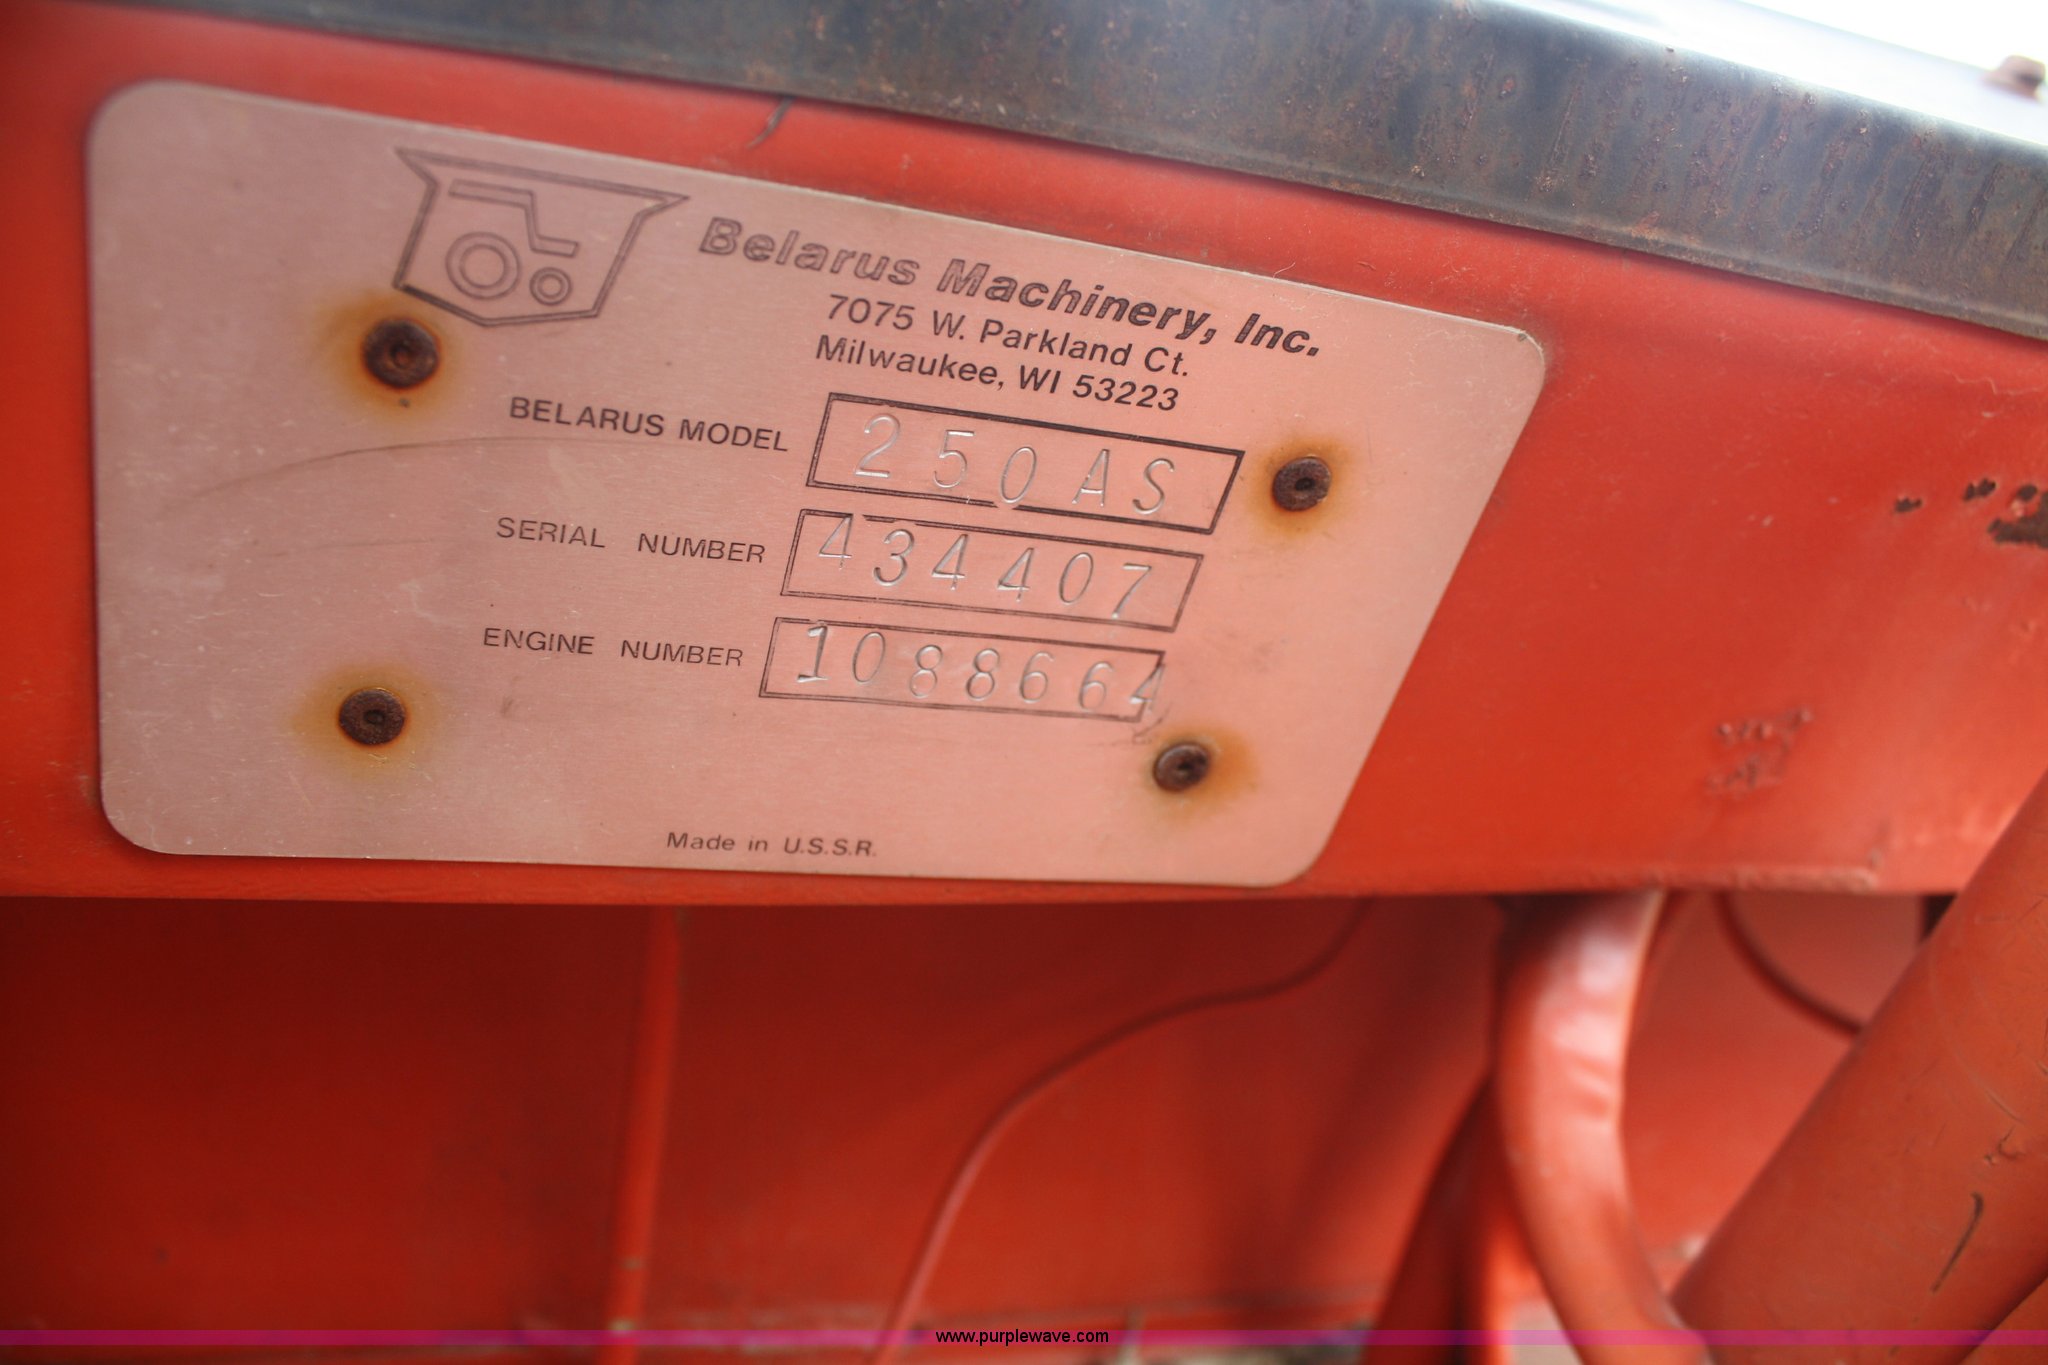 Belarus Machinery, Inc.
7075 W. Parkland Ct.
Milwaukee, WI 53223
BELARUS MODEL 250AS
SERIAL NUMBER 434407
ENGINE NUMBER 1088664
Made in U.S.S.R.
www.purplewave.com